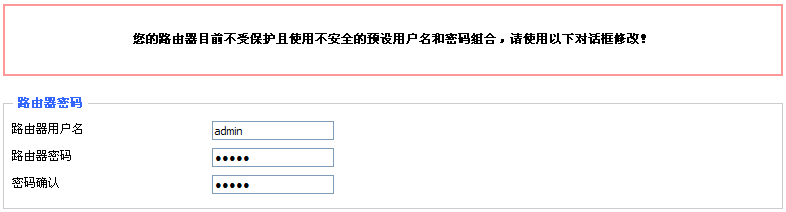 您的路由器目前不受保护且使用不安全的预设用户名和密码组合，请使用以下对话框修改！
路由器密码
路由器用户名 admin
路由器密码 •••••
密码确认 •••••